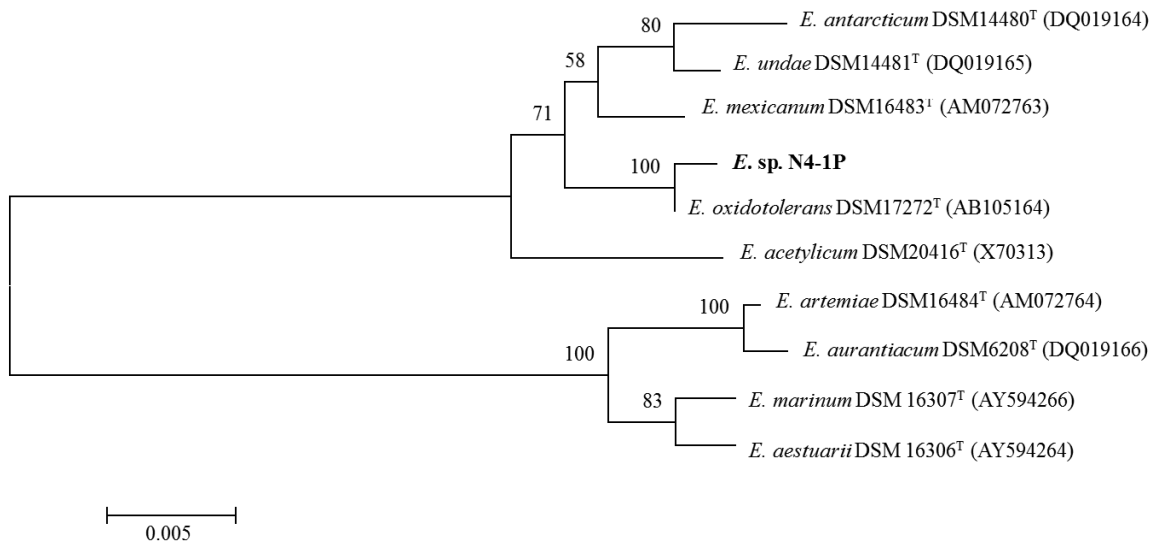 80
E. antarcticum DSM14480ᵀ (DQ019164)
E. undae DSM14481ᵀ (DQ019165)
58
E. mexicanum DSM16483ᵀ (AM072763)
71
100
E. sp. N4-1P
E. oxidotolerans DSM17272ᵀ (AB105164)
E. acetylicum DSM20416ᵀ (X70313)
100
E. artemiae DSM16484ᵀ (AM072764)
E. aurantiacum DSM6208ᵀ (DQ019166)
100
83
E. marinum DSM 16307ᵀ (AY594266)
E. aestuarii DSM 16306ᵀ (AY594264)
0.005